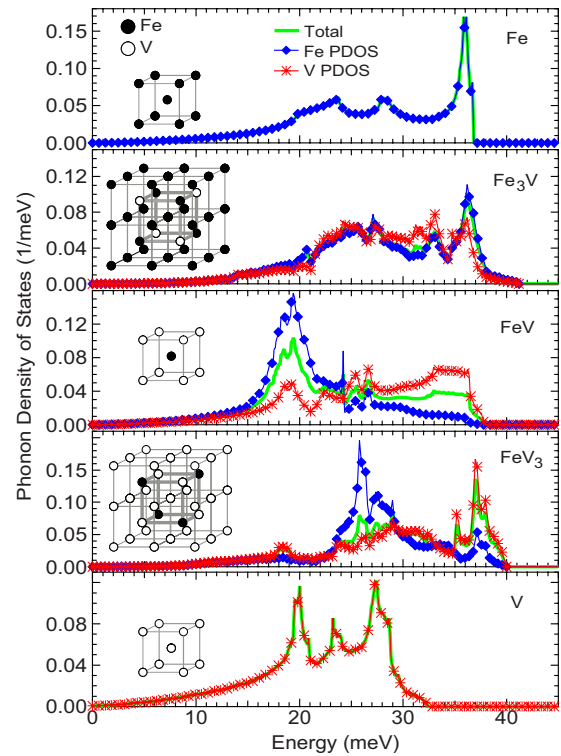 Fe
V
Total
Fe PDOS
V PDOS
Fe
0.15
0.10
0.05
0.00
Fe₃V
0.12
0.08
0.04
0.00
FeV
0.12
0.08
0.04
0.00
FeV₃
0.15
0.10
0.05
0.00
V
0.08
0.04
0.00
0
10
20
30
40
Energy (meV)
Phonon Density of States (1/meV)